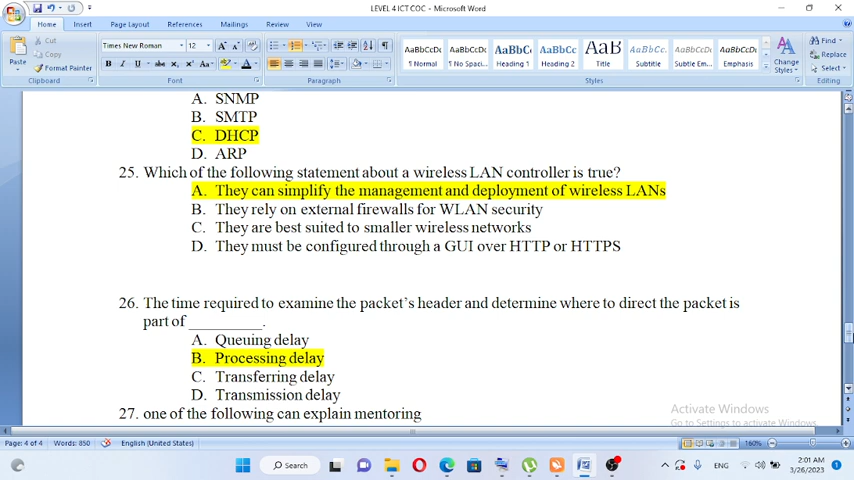 LEVEL 4 ICT COC - Microsoft Word
Home Insert Page Layout References Mailings Review View
Cut
Copy
Paste
Format Painter
Clipboard
Times New Roman 12
Font
Paragraph
AaBbCcDc AaBbCcDc AaBbC AaBbCc AaB AaBbCc. AaBbCcDc AaBbCcDc
¶ Normal ¶ No Spaci... Heading 1 Heading 2 Title Subtitle Subtle Em... Emphasis
Styles
Change Styles
Find
Replace
Select
Editing
A. SNMP
B. SMTP
C. DHCP
D. ARP
25. Which of the following statement about a wireless LAN controller is true?
A. They can simplify the management and deployment of wireless LANs
B. They rely on external firewalls for WLAN security
C. They are best suited to smaller wireless networks
D. They must be configured through a GUI over HTTP or HTTPS
26. The time required to examine the packet’s header and determine where to direct the packet is
part of __________.
A. Queuing delay
B. Processing delay
C. Transferring delay
D. Transmission delay
27. one of the following can explain mentoring
Activate Windows
Go to Settings to activate Windows.
Page: 4 of 4 Words: 850 English (United States) 160%
Search
ENG
2:01 AM
3/26/2023